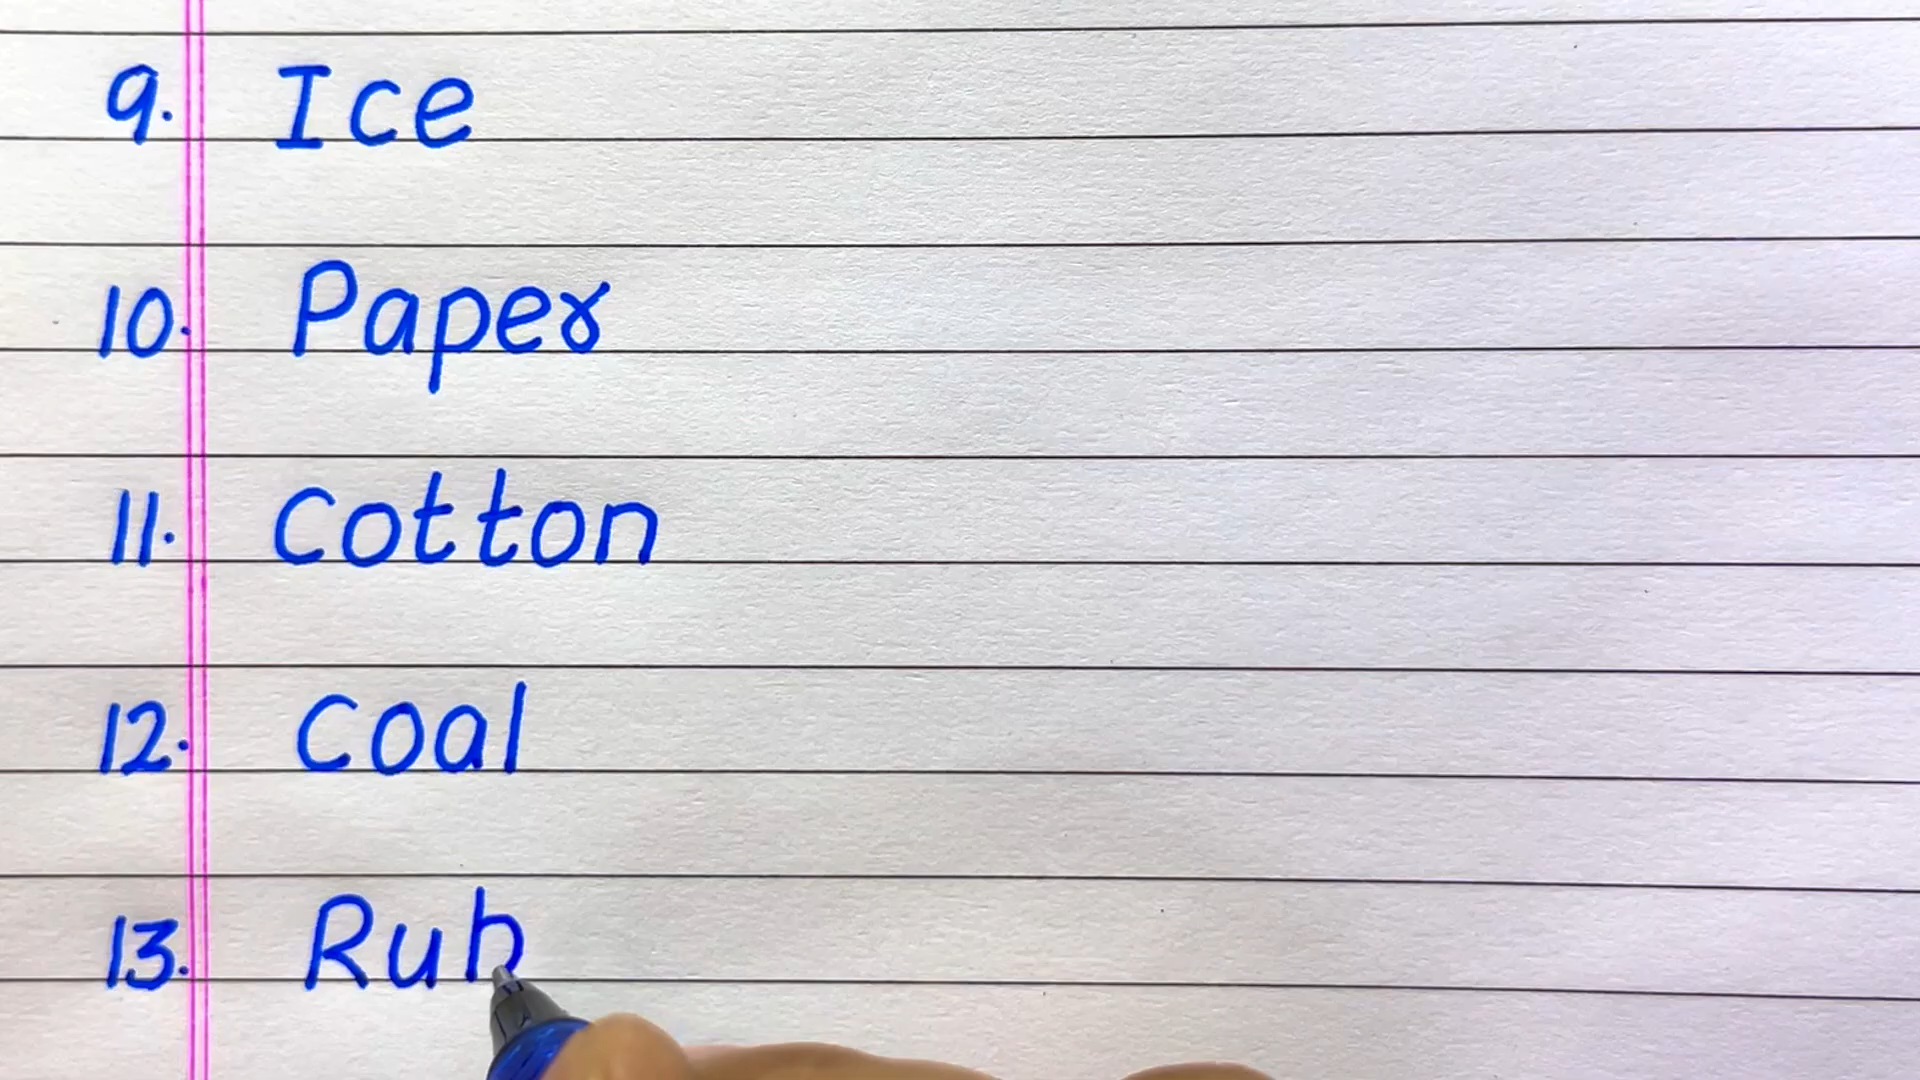 9. Ice
10. Paper
11. Cotton
12. Coal
13. Rub